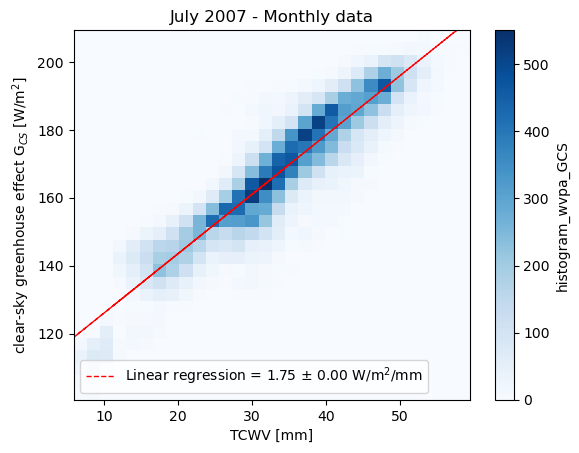 July 2007 - Monthly data
clear-sky greenhouse effect G_CS [W/m²]
200
180
160
140
120
10 20 30 40 50
TCWV [mm]
Linear regression = 1.75 ± 0.00 W/m²/mm
500
400
300
200
100
0
histogram_wvpa_GCS